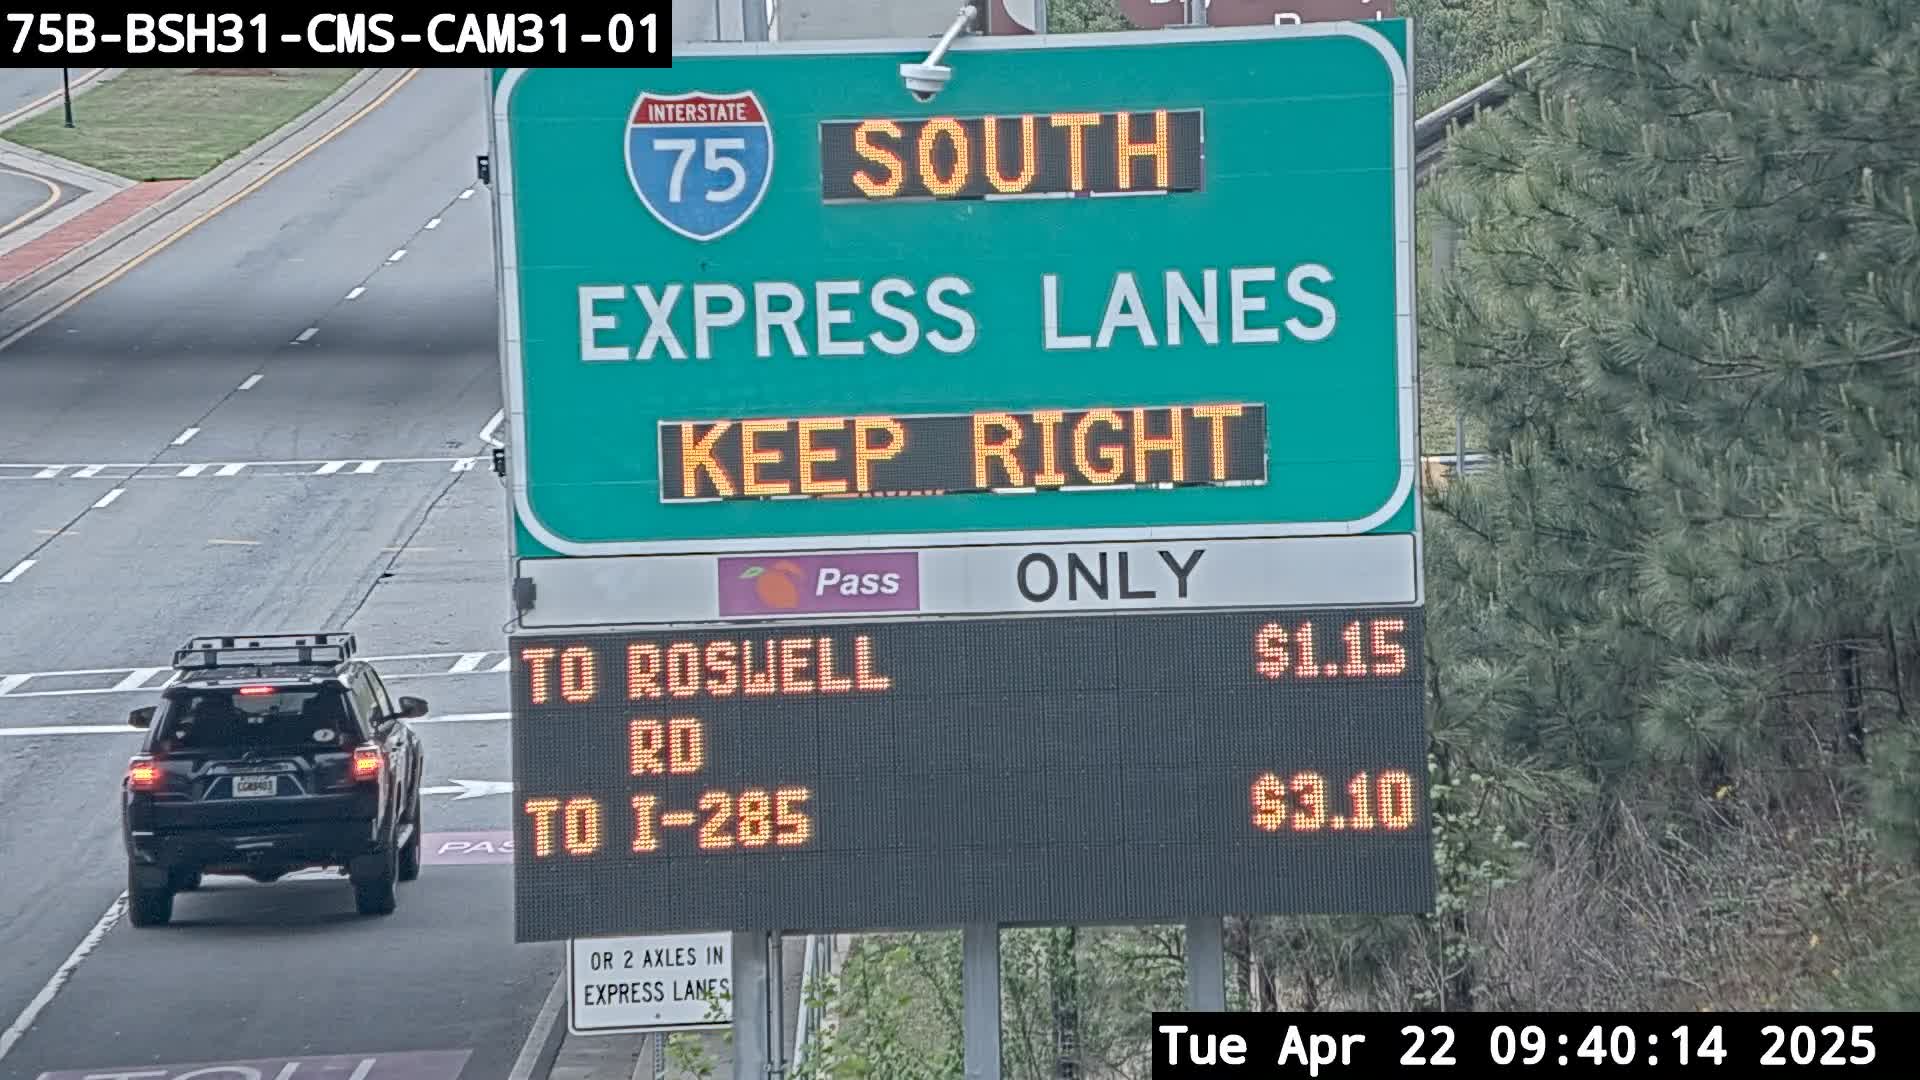 75B-BSH31-CMS-CAM31-01
INTERSTATE
75
SOUTH
EXPRESS LANES
KEEP RIGHT
Pass ONLY
TO ROSWELL $1.15
RD
TO I-285 $3.10
OR 2 AXLES IN
EXPRESS LANES
TOLL
Tue Apr 22 09:40:14 2025